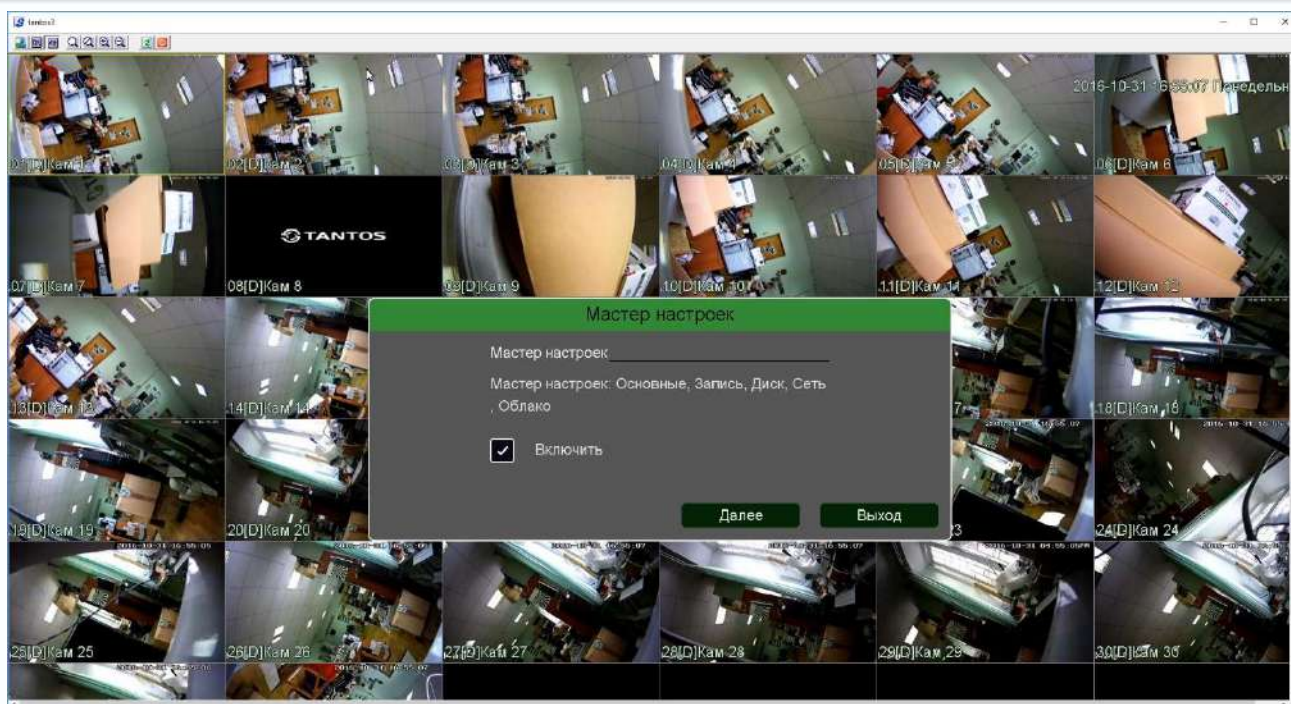 tantos2
2016-10-31 16:55:07 Понедельн
01[D]Кам 1
02[D]Кам 2
03[D]Кам 3
04[D]Кам 4
05[D]Кам 5
06[D]Кам 6
TANTOS
07[D]Кам 7
08[D]Кам 8
09[D]Кам 9
10[D]Кам 10
11[D]Кам 11
12[D]Кам 12
Мастер настроек
Мастер настроек
Мастер настроек: Основные, Запись, Диск, Сеть
, Облако
Включить
Далее
Выход
13[D]Кам 13
14[D]Кам 14
18[D]Кам 18
19[D]Кам 19
20[D]Кам 20
23
24[D]Кам 24
25[D]Кам 25
26[D]Кам 26
27[D]Кам 27
28[D]Кам 28
29[D]Кам 29
30[D]Кам 30